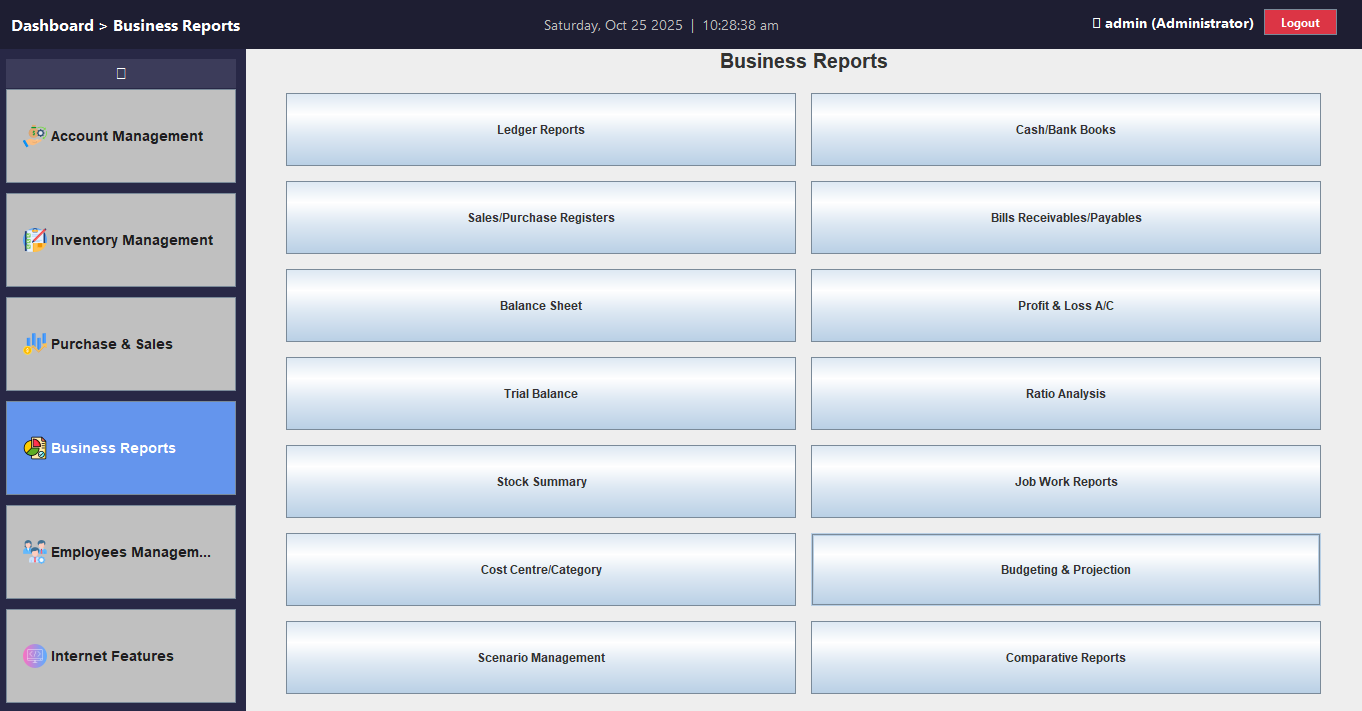 Dashboard > Business Reports
Saturday, Oct 25 2025 | 10:28:38 am
admin (Administrator)
Logout
Account Management
Inventory Management
Purchase & Sales
Business Reports
Employees Managem...
Internet Features
Business Reports
Ledger Reports
Cash/Bank Books
Sales/Purchase Registers
Bills Receivables/Payables
Balance Sheet
Profit & Loss A/C
Trial Balance
Ratio Analysis
Stock Summary
Job Work Reports
Cost Centre/Category
Budgeting & Projection
Scenario Management
Comparative Reports